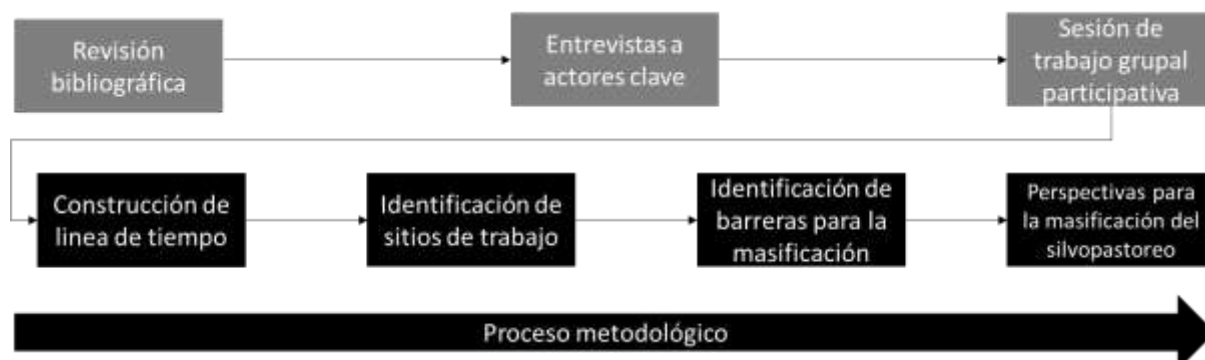 Revisión
bibliográfica
Entrevistas a
actores clave
Sesión de
trabajo grupal
participativa
Construcción de
linea de tiempo
Identificación de
sitios de trabajo
Identificación de
barreras para la
masificación
Perspectivas para
la masificación del
silvopastoreo
Proceso metodológico